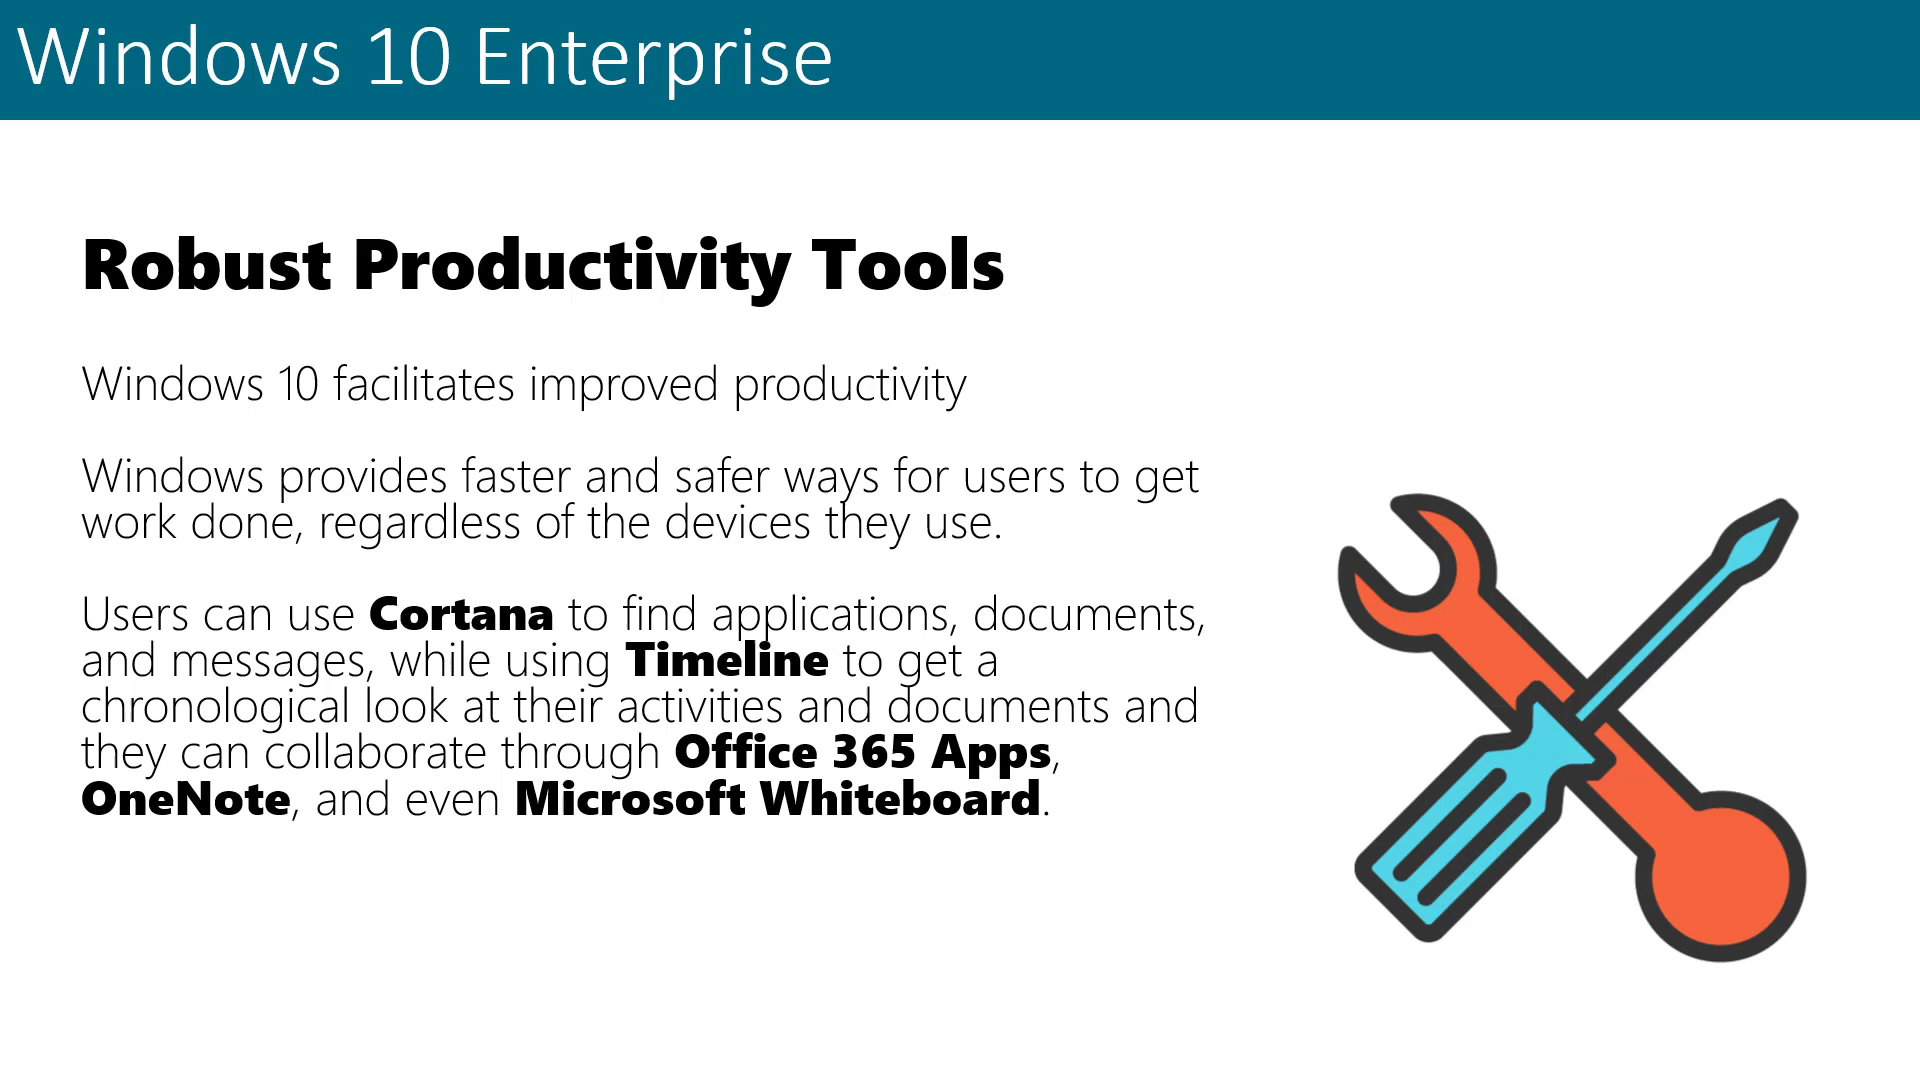 Windows 10 Enterprise
Robust Productivity Tools
Windows 10 facilitates improved productivity
Windows provides faster and safer ways for users to get
work done, regardless of the devices they use.
Users can use Cortana to find applications, documents,
and messages, while using Timeline to get a
chronological look at their activities and documents and
they can collaborate through Office 365 Apps,
OneNote, and even Microsoft Whiteboard.